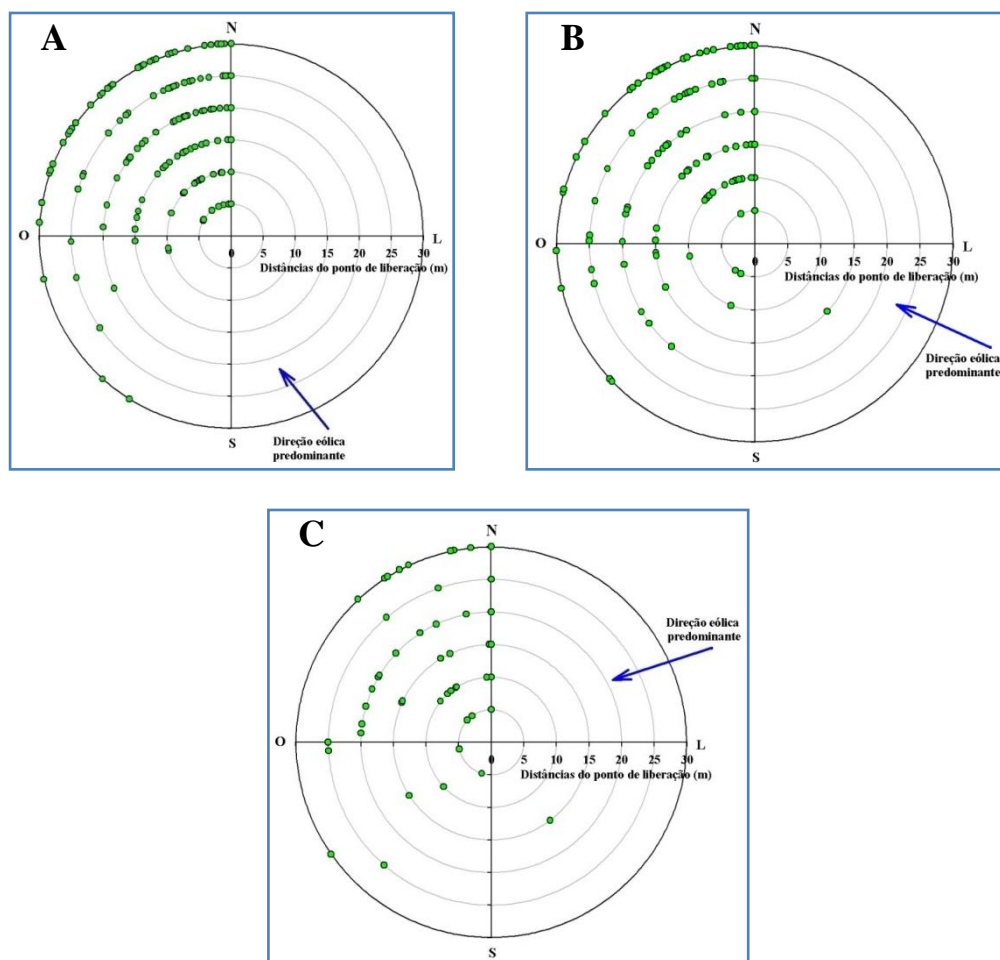 A
N
O
L
0 5 10 15 20 25 30
Distâncias do ponto de liberação (m)
Direção eólica
predominante
S
B
N
O
L
0 5 10 15 20 25 30
Distâncias do ponto de liberação (m)
Direção eólica
predominante
S
C
N
Direção eólica
predominante
O
L
0 5 10 15 20 25 30
Distâncias do ponto de liberação (m)
S